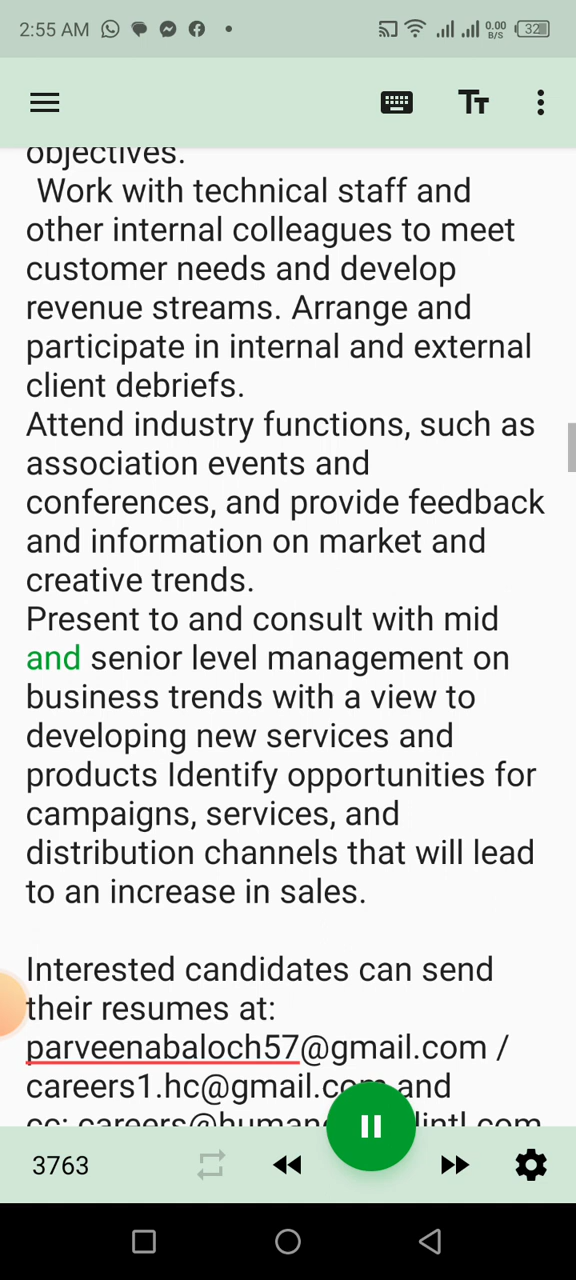 2:55 AM
0,00
B/S
32
TT
objectives.
Work with technical staff and
other internal colleagues to meet
customer needs and develop
revenue streams. Arrange and
participate in internal and external
client debriefs.
Attend industry functions, such as
association events and
conferences, and provide feedback
and information on market and
creative trends.
Present to and consult with mid
and senior level management on
business trends with a view to
developing new services and
products Identify opportunities for
campaigns, services, and
distribution channels that will lead
to an increase in sales.
Interested candidates can send
their resumes at:
parveenabaloch57@gmail.com /
careers1.hc@gmail.com and
3763